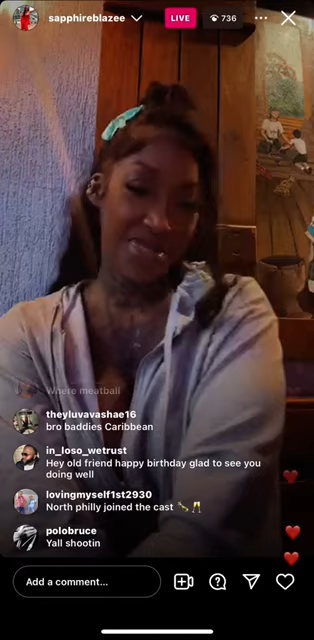 sapphireblazee
LIVE
736
Where meatball
theyluvavashae16
bro baddies Caribbean
in_loso_wetrust
Hey old friend happy birthday glad to see you
doing well
lovingmyself1st2930
North philly joined the cast 🍾🥂
polobruce
Yall shootin
Add a comment...